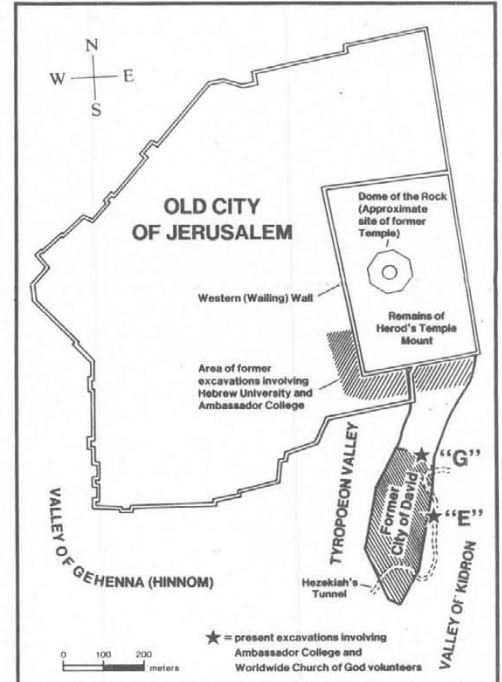 N
W E
S
OLD CITY
OF JERUSALEM
Dome of the Rock
(Approximate
site of former
Temple)
Western (Wailing) Wall
Remains of
Herod's Temple
Mount
Area of former
excavations involving
Hebrew University and
Ambassador College
TYROPOEON VALLEY
"G"
Former
City of David
"E"
VALLEY OF GEHENNA (HINNOM)
Hezekiah's
Tunnel
VALLEY OF KIDRON
0 100 200
meters
★ = present excavations involving
Ambassador College and
Worldwide Church of God volunteers